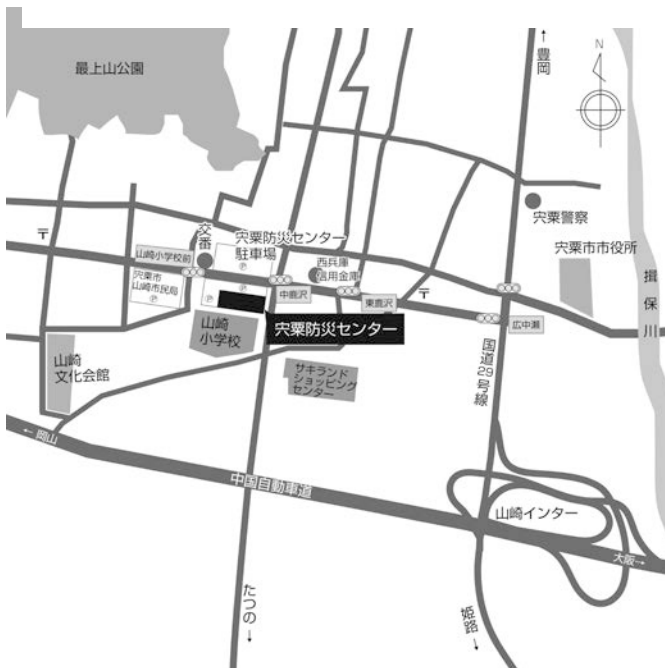 最上山公園
↑
豊岡
N
宍粟警察
宍粟市市役所
揖保川
〒
交番
宍粟防災センター
駐車場
山崎小学校前
西兵庫
信用金庫
宍粟市
山崎市民局
Ⓟ
Ⓟ
Ⓟ
Ⓟ
中鹿沢
東鹿沢
〒
広中瀬
宍粟防災センター
山崎
小学校
山崎
文化会館
サキランド
ショッピング
センター
国道29号線
← 岡山
中国自動車道
山崎インター
大阪→
たつの
↓
姫路
↓